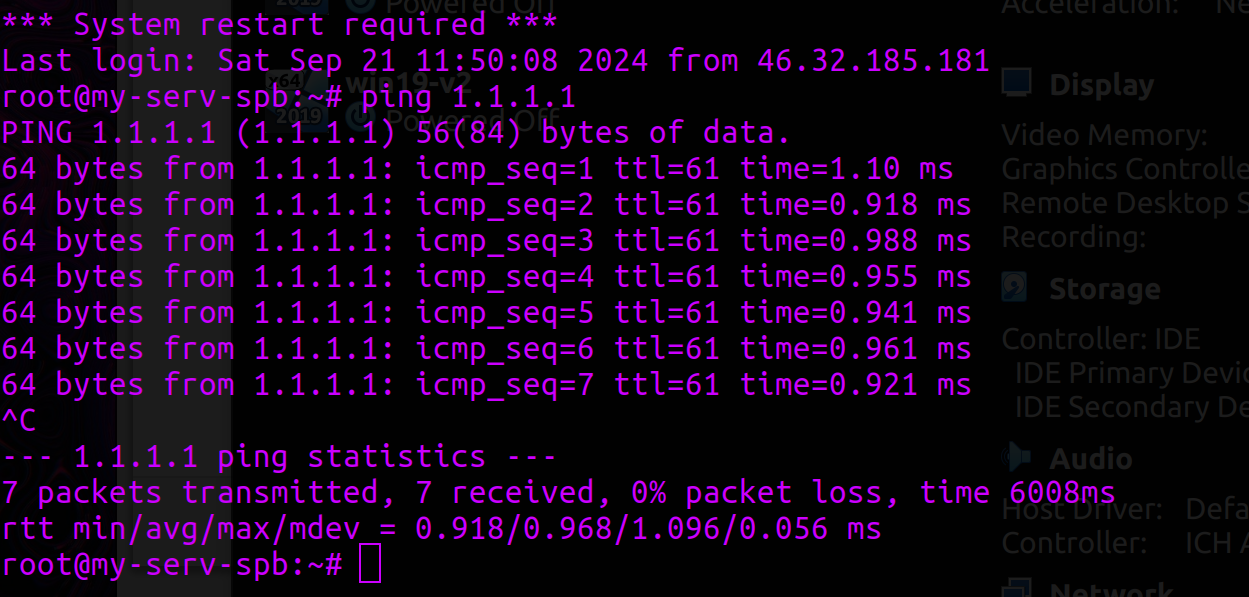 *** System restart required ***
Last login: Sat Sep 21 11:50:08 2024 from 46.32.185.181
root@my-serv-spb:~# ping 1.1.1.1
PING 1.1.1.1 (1.1.1.1) 56(84) bytes of data.
64 bytes from 1.1.1.1: icmp_seq=1 ttl=61 time=1.10 ms
64 bytes from 1.1.1.1: icmp_seq=2 ttl=61 time=0.918 ms
64 bytes from 1.1.1.1: icmp_seq=3 ttl=61 time=0.988 ms
64 bytes from 1.1.1.1: icmp_seq=4 ttl=61 time=0.955 ms
64 bytes from 1.1.1.1: icmp_seq=5 ttl=61 time=0.941 ms
64 bytes from 1.1.1.1: icmp_seq=6 ttl=61 time=0.961 ms
64 bytes from 1.1.1.1: icmp_seq=7 ttl=61 time=0.921 ms
^C
--- 1.1.1.1 ping statistics ---
7 packets transmitted, 7 received, 0% packet loss, time 6008ms
rtt min/avg/max/mdev = 0.918/0.968/1.096/0.056 ms
root@my-serv-spb:~#
2019 Powered Off
x64 win19-v2
2019 Powered Off
Acceleration: Ne
Display
Video Memory:
Graphics Controlle
Remote Desktop S
Recording:
Storage
Controller: IDE
IDE Primary Devic
IDE Secondary De
Audio
Host Driver: Defa
Controller: ICH A
Network